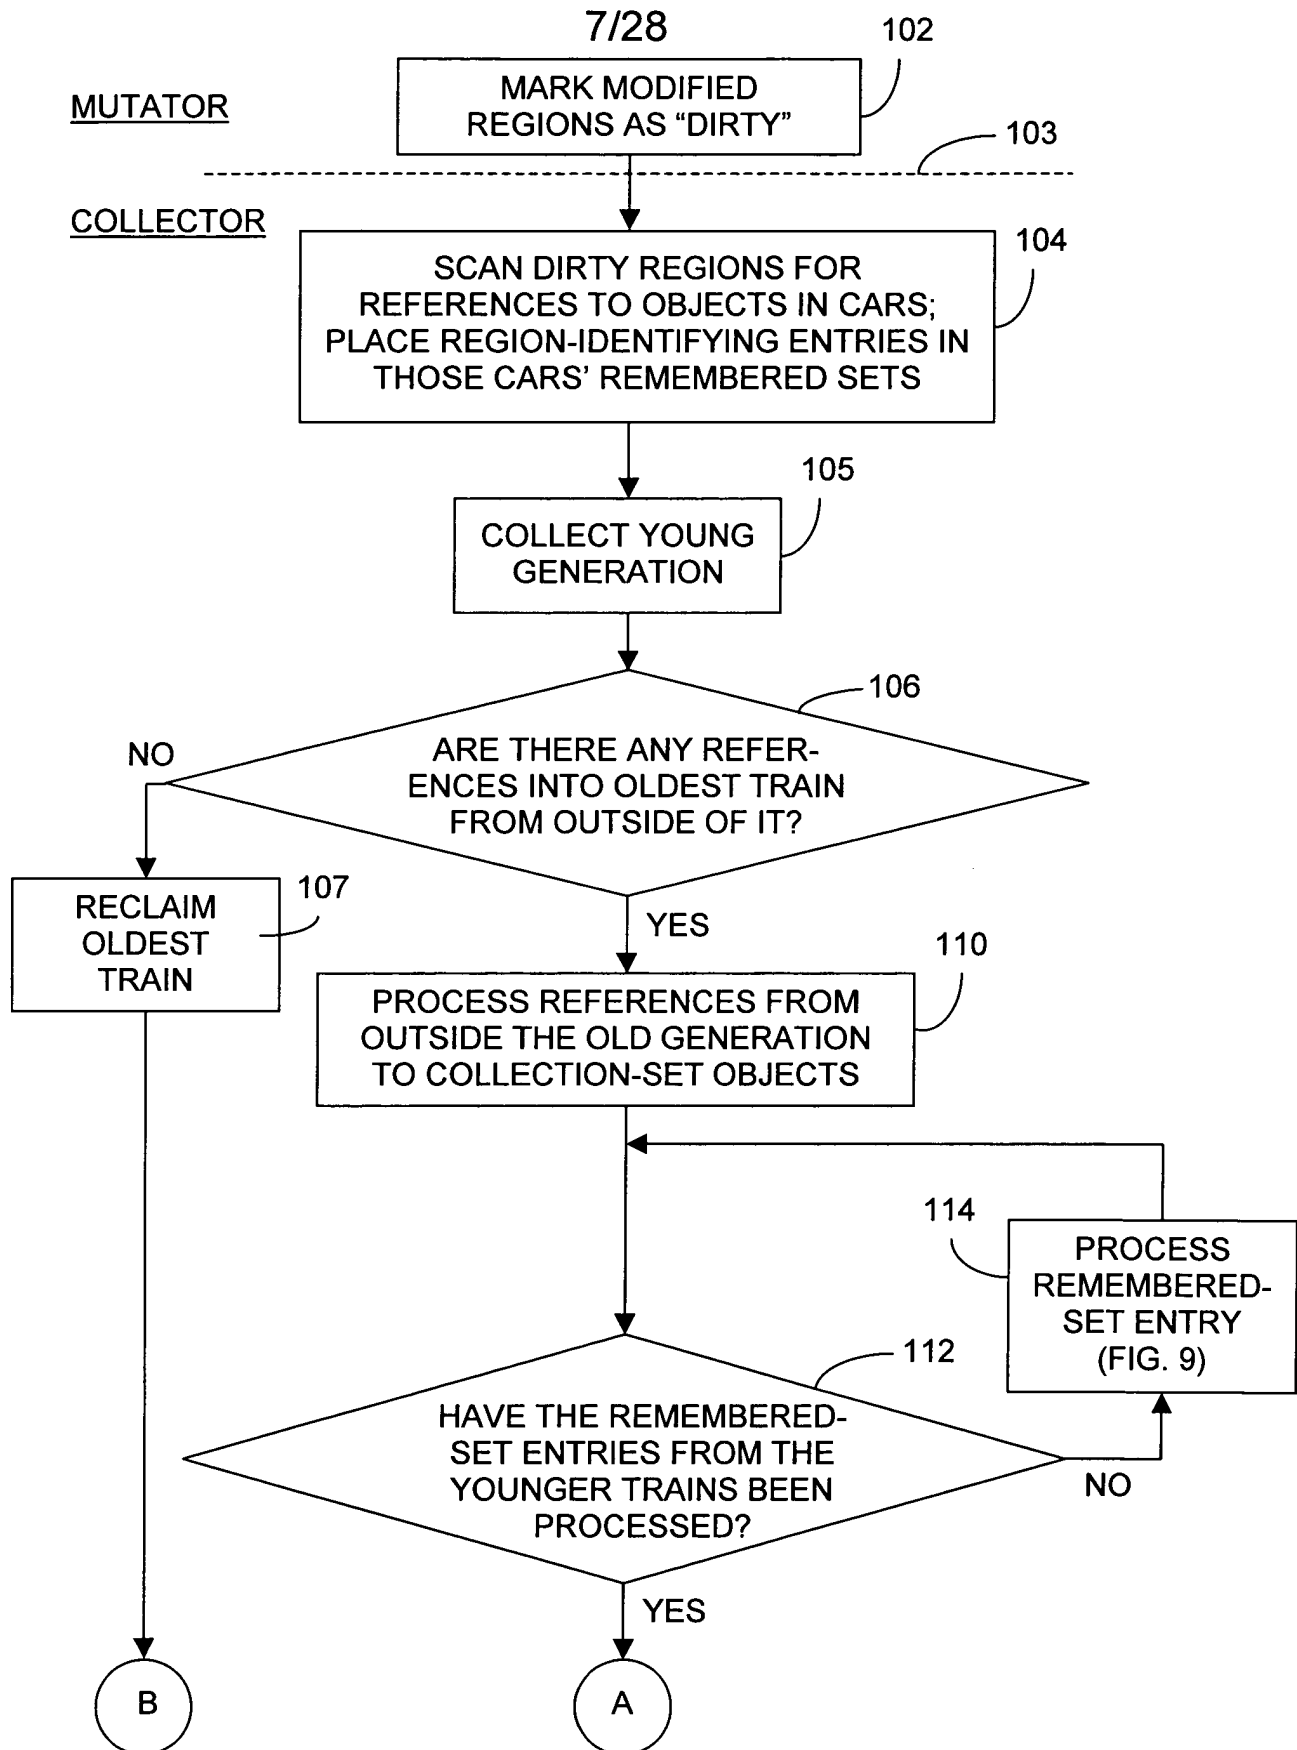 7/28
102
MARK MODIFIED
REGIONS AS “DIRTY”
MUTATOR
103
COLLECTOR
104
SCAN DIRTY REGIONS FOR
REFERENCES TO OBJECTS IN CARS;
PLACE REGION-IDENTIFYING ENTRIES IN
THOSE CARS’ REMEMBERED SETS
105
COLLECT YOUNG
GENERATION
106
NO
ARE THERE ANY REFER-
ENCES INTO OLDEST TRAIN
FROM OUTSIDE OF IT?
107
RECLAIM
OLDEST
TRAIN
YES
110
PROCESS REFERENCES FROM
OUTSIDE THE OLD GENERATION
TO COLLECTION-SET OBJECTS
114
PROCESS
REMEMBERED-
SET ENTRY
(FIG. 9)
112
HAVE THE REMEMBERED-
SET ENTRIES FROM THE
YOUNGER TRAINS BEEN
PROCESSED?
NO
YES
B
A